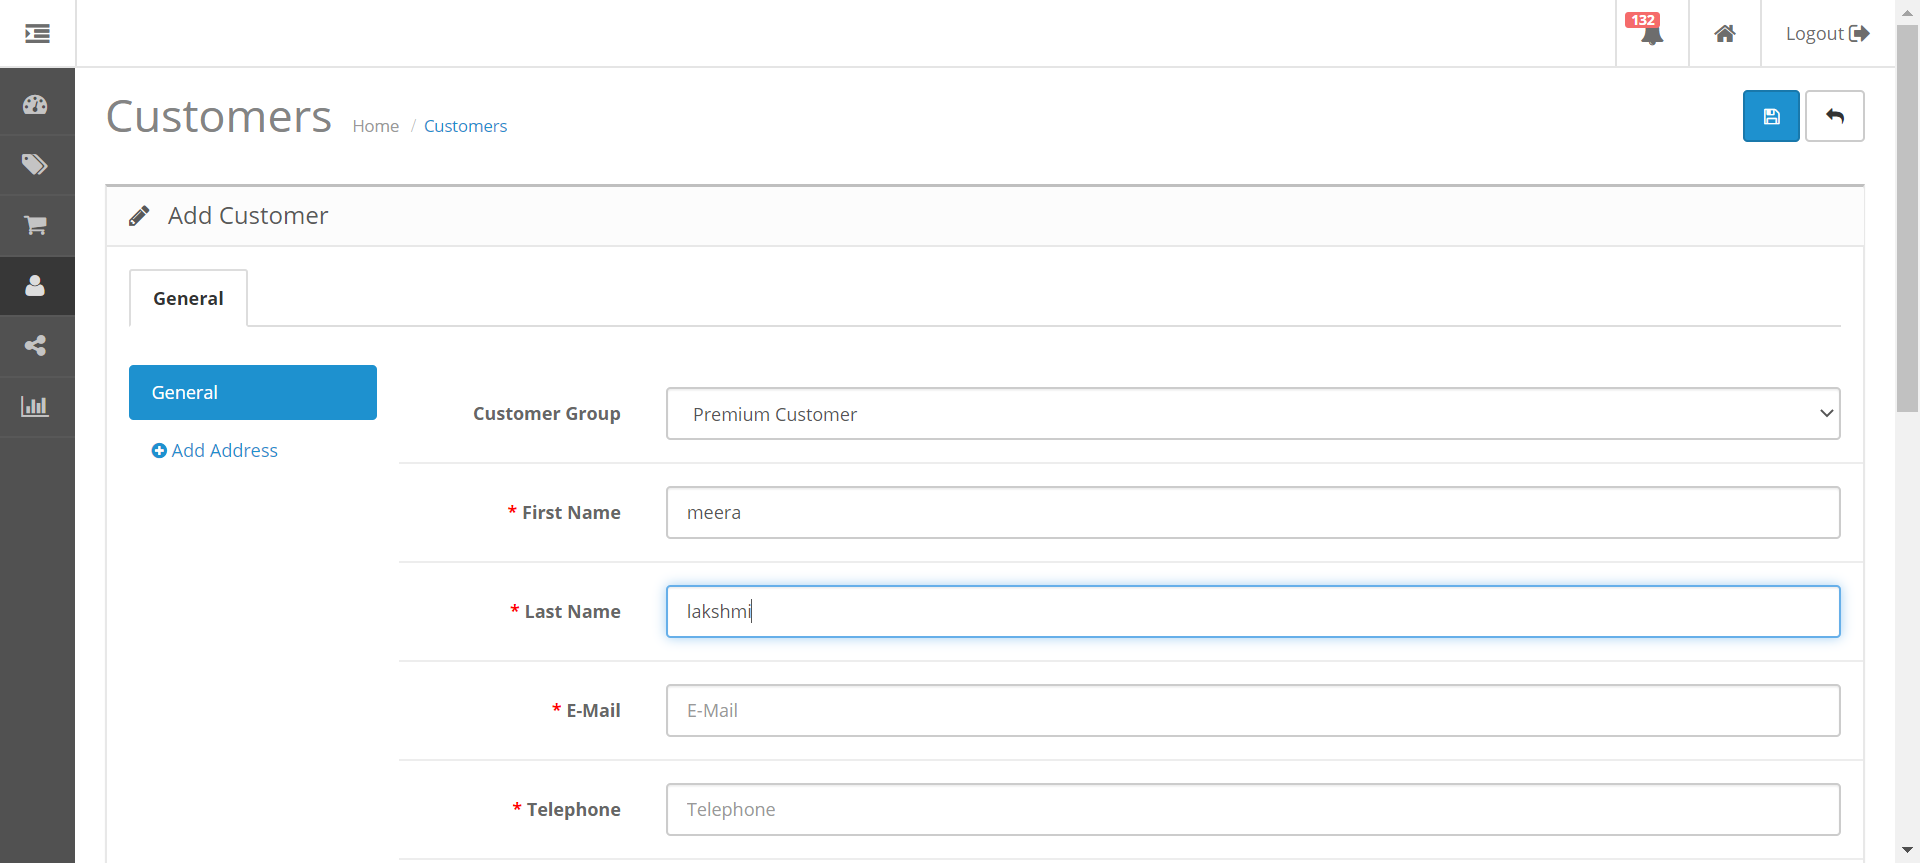 132
Logout
Customers
Home / Customers
Add Customer
General
General
Add Address
Customer Group
Premium Customer
* First Name
meera
* Last Name
lakshmi
* E-Mail
E-Mail
* Telephone
Telephone